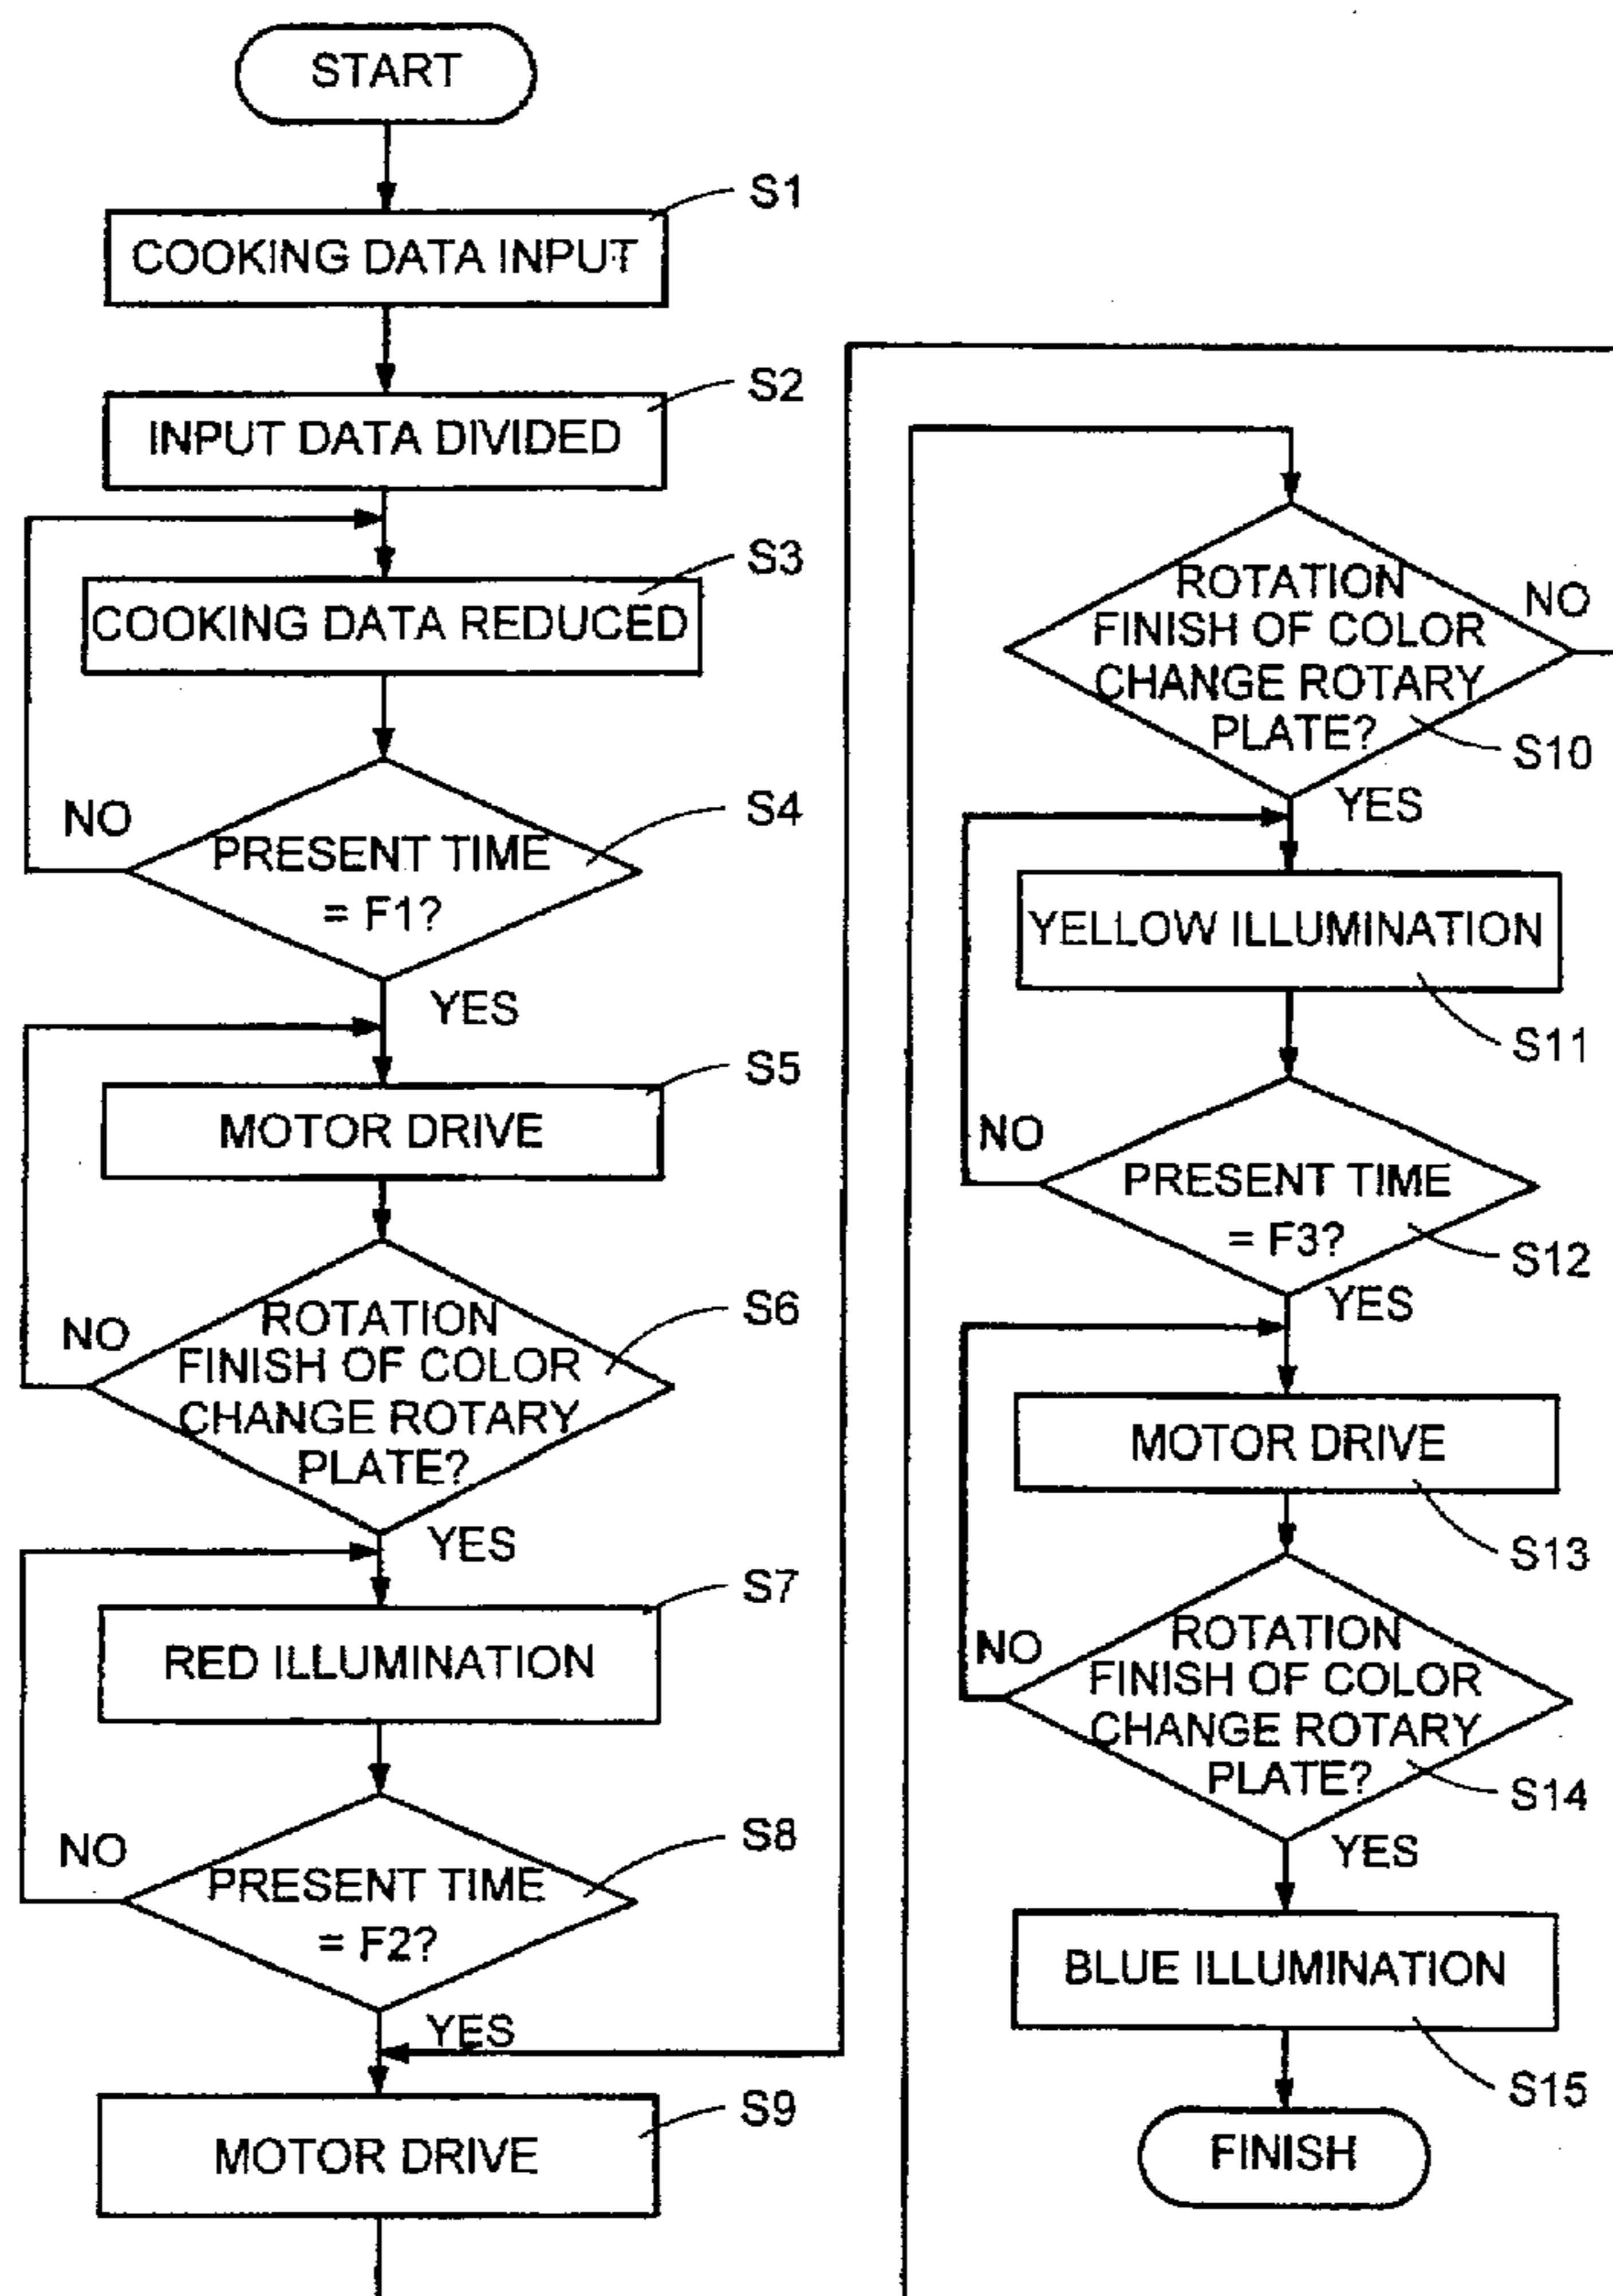 START
S1
COOKING DATA INPUT
S2
INPUT DATA DIVIDED
S3
COOKING DATA REDUCED
S4
NO
PRESENT TIME
= F1?
YES
S5
MOTOR DRIVE
S6
NO
ROTATION
FINISH OF COLOR
CHANGE ROTARY
PLATE?
YES
S7
RED ILLUMINATION
S8
NO
PRESENT TIME
= F2?
YES
S9
MOTOR DRIVE
ROTATION
FINISH OF COLOR
CHANGE ROTARY
PLATE?
NO
S10
YES
YELLOW ILLUMINATION
S11
NO
PRESENT TIME
= F3?
S12
YES
MOTOR DRIVE
S13
NO
ROTATION
FINISH OF COLOR
CHANGE ROTARY
PLATE?
S14
YES
BLUE ILLUMINATION
S15
FINISH